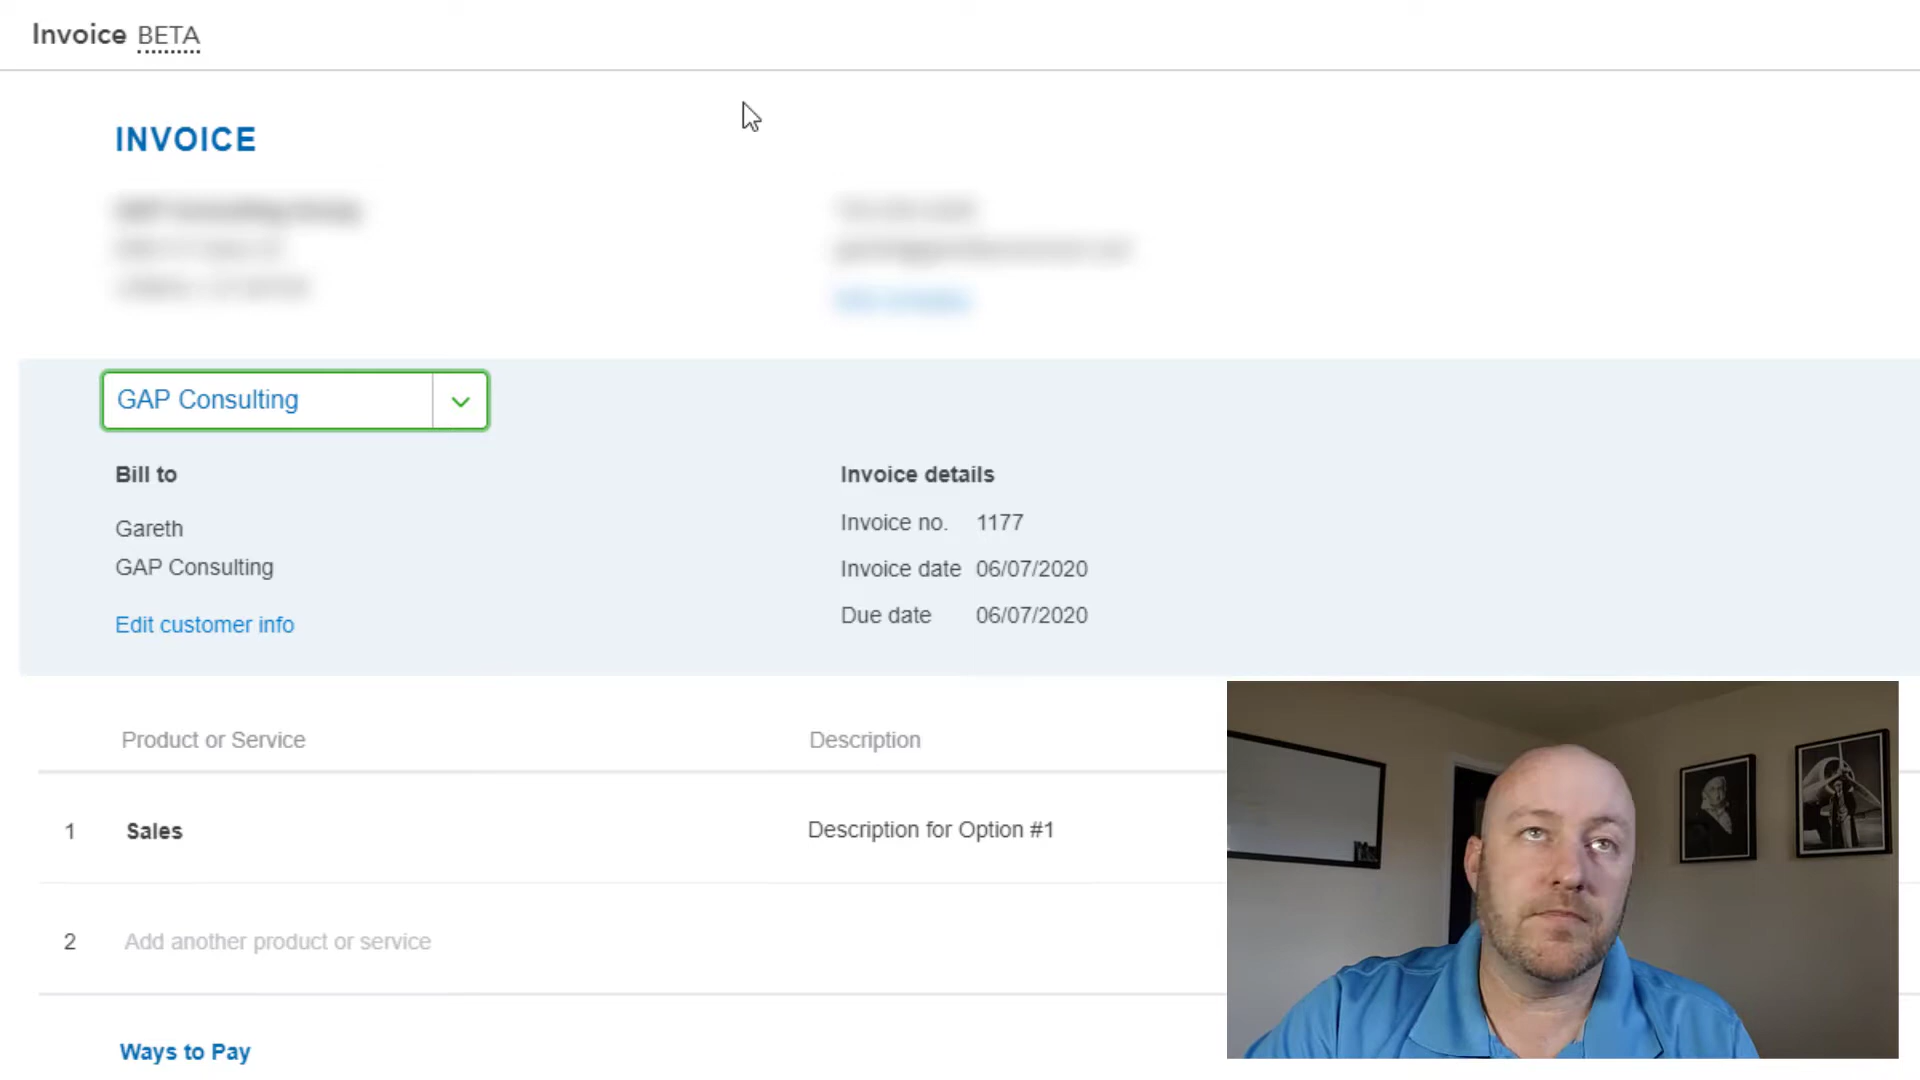 Invoice BETA
INVOICE
GAP Consulting
Bill to
Gareth
GAP Consulting
Edit customer info
Invoice details
Invoice no. 1177
Invoice date 06/07/2020
Due date 06/07/2020
Product or Service Description
1 Sales Description for Option #1
2 Add another product or service
Ways to Pay